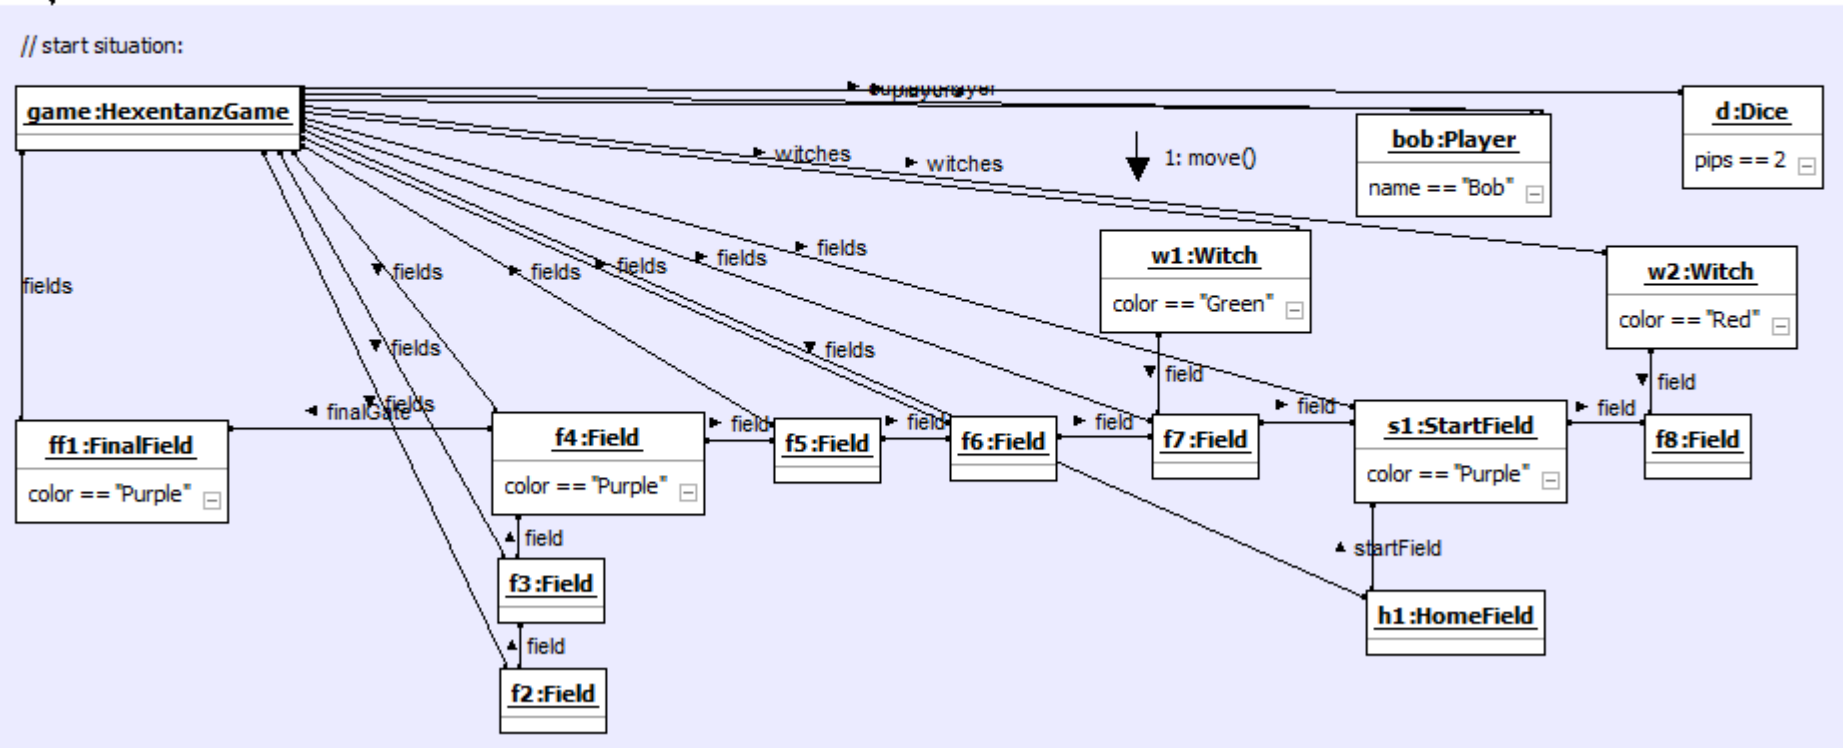 // start situation:
game :HexentanzGame
d :Dice
pips == 2
bob :Player
name == "Bob"
1: move()
witches
witches
w1 :Witch
color == "Green"
w2 :Witch
color == "Red"
fields
fields
fields
fields
fields
fields
fields
fields
fields
field
field
finalGate
ff1 :FinalField
color == "Purple"
f4 :Field
color == "Purple"
field
f5 :Field
field
f6 :Field
field
f7 :Field
field
s1 :StartField
color == "Purple"
field
f8 :Field
field
startField
f3 :Field
h1 :HomeField
field
f2 :Field